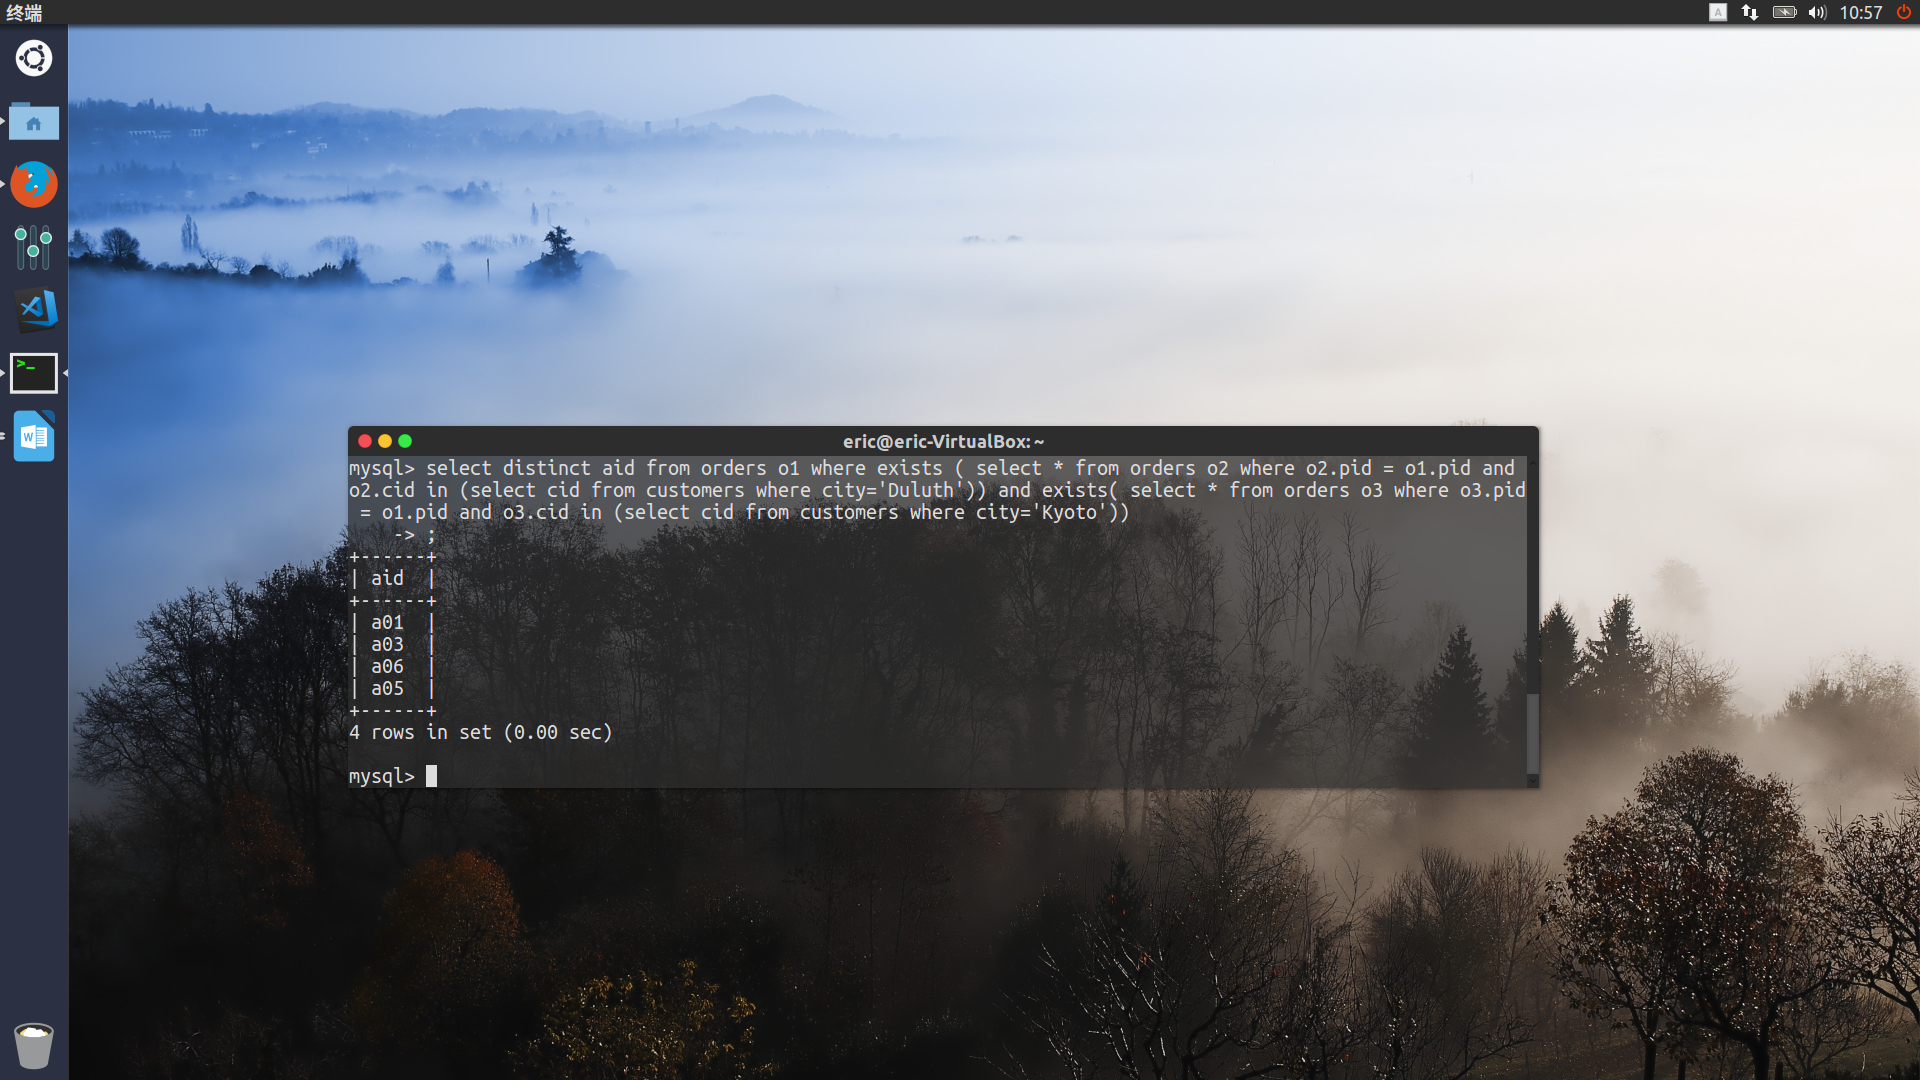 终端
A
10:57
eric@eric-VirtualBox: ~
mysql> select distinct aid from orders o1 where exists ( select * from orders o2 where o2.pid = o1.pid and
o2.cid in (select cid from customers where city='Duluth')) and exists( select * from orders o3 where o3.pid
 = o1.pid and o3.cid in (select cid from customers where city='Kyoto'))
    -> ;
+------+
| aid  |
+------+
| a01  |
| a03  |
| a06  |
| a05  |
+------+
4 rows in set (0.00 sec)
mysql>
>_
W